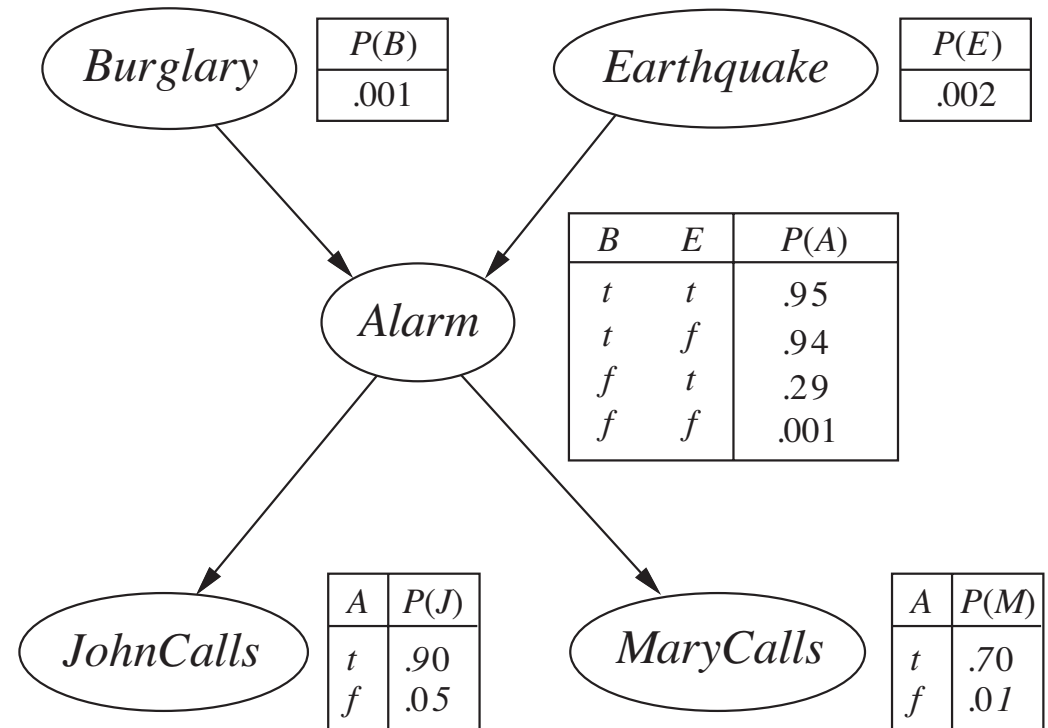 Burglary
P(B)
.001
Earthquake
P(E)
.002
B E P(A)
t t .95
t f .94
f t .29
f f .001
Alarm
JohnCalls
A P(J)
t .90
f .05
MaryCalls
A P(M)
t .70
f .01